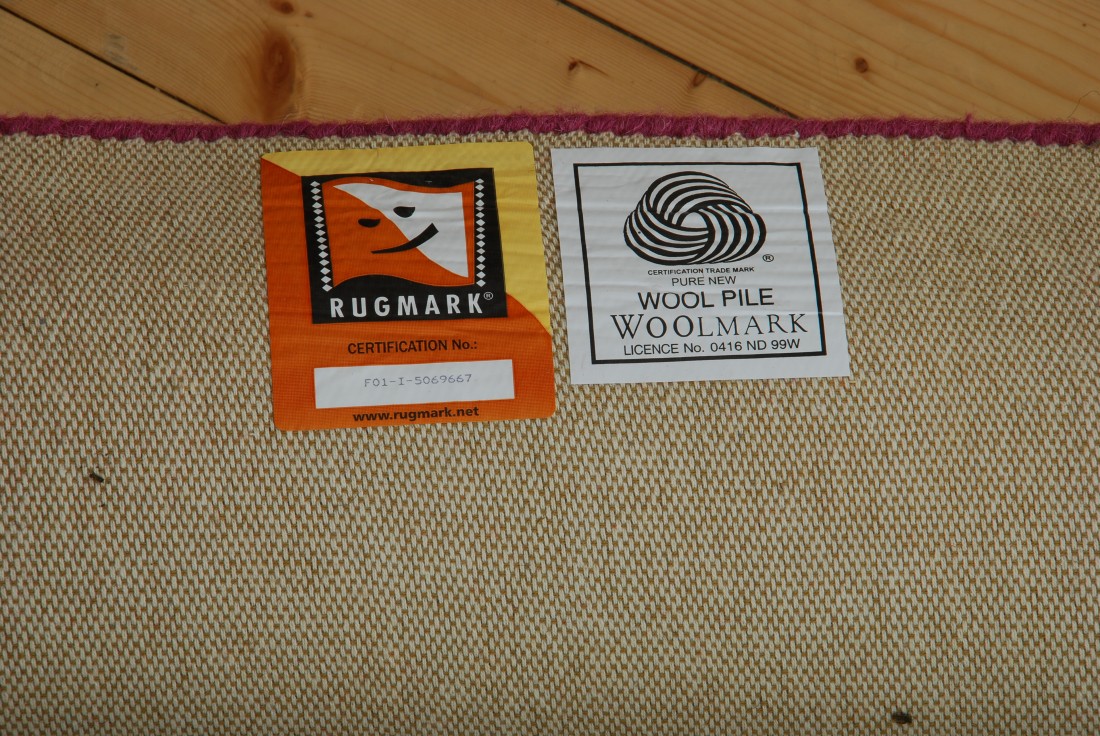 RUGMARK®
CERTIFICATION No.:
F01-I-5069667
www.rugmark.net
®
CERTIFICATION TRADE MARK
PURE NEW
WOOL PILE
WOOLMARK
LICENCE No. 0416 ND 99W